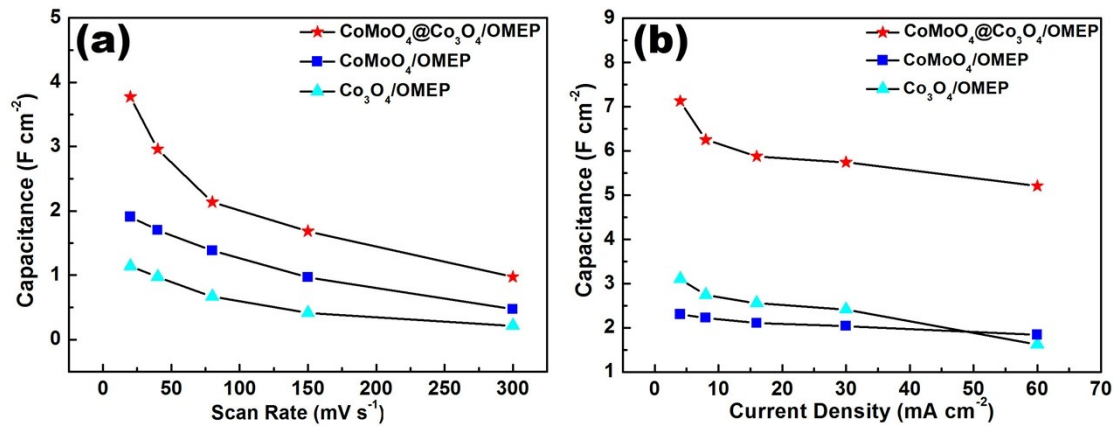 (a)
CoMoO₄@Co₃O₄/OMEP
CoMoO₄/OMEP
Co₃O₄/OMEP
Capacitance (F cm⁻²)
5
4
3
2
1
0
0 50 100 150 200 250 300
Scan Rate (mV s⁻¹)
(b)
CoMoO₄@Co₃O₄/OMEP
CoMoO₄/OMEP
Co₃O₄/OMEP
Capacitance (F cm⁻²)
9
8
7
6
5
4
3
2
1
0 10 20 30 40 50 60 70
Current Density (mA cm⁻²)